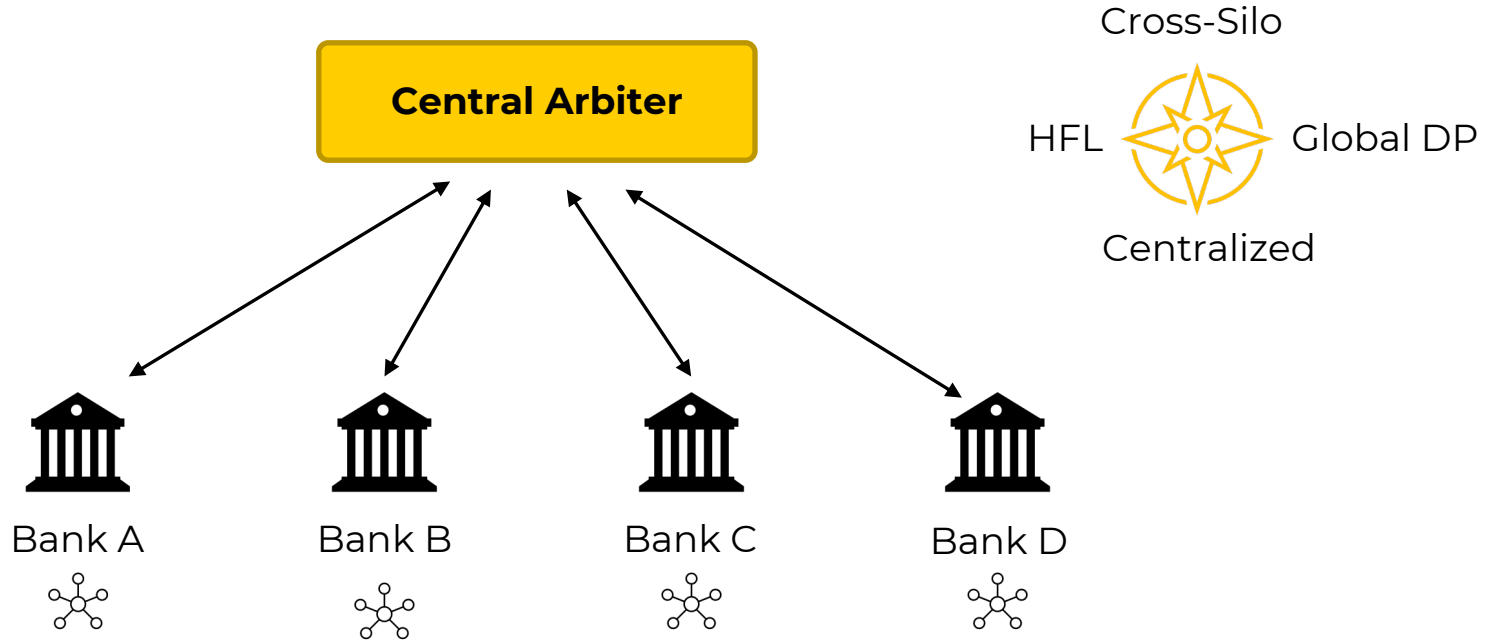 Cross-Silo
Central Arbiter
HFL
Global DP
Centralized
Bank A
Bank B
Bank C
Bank D